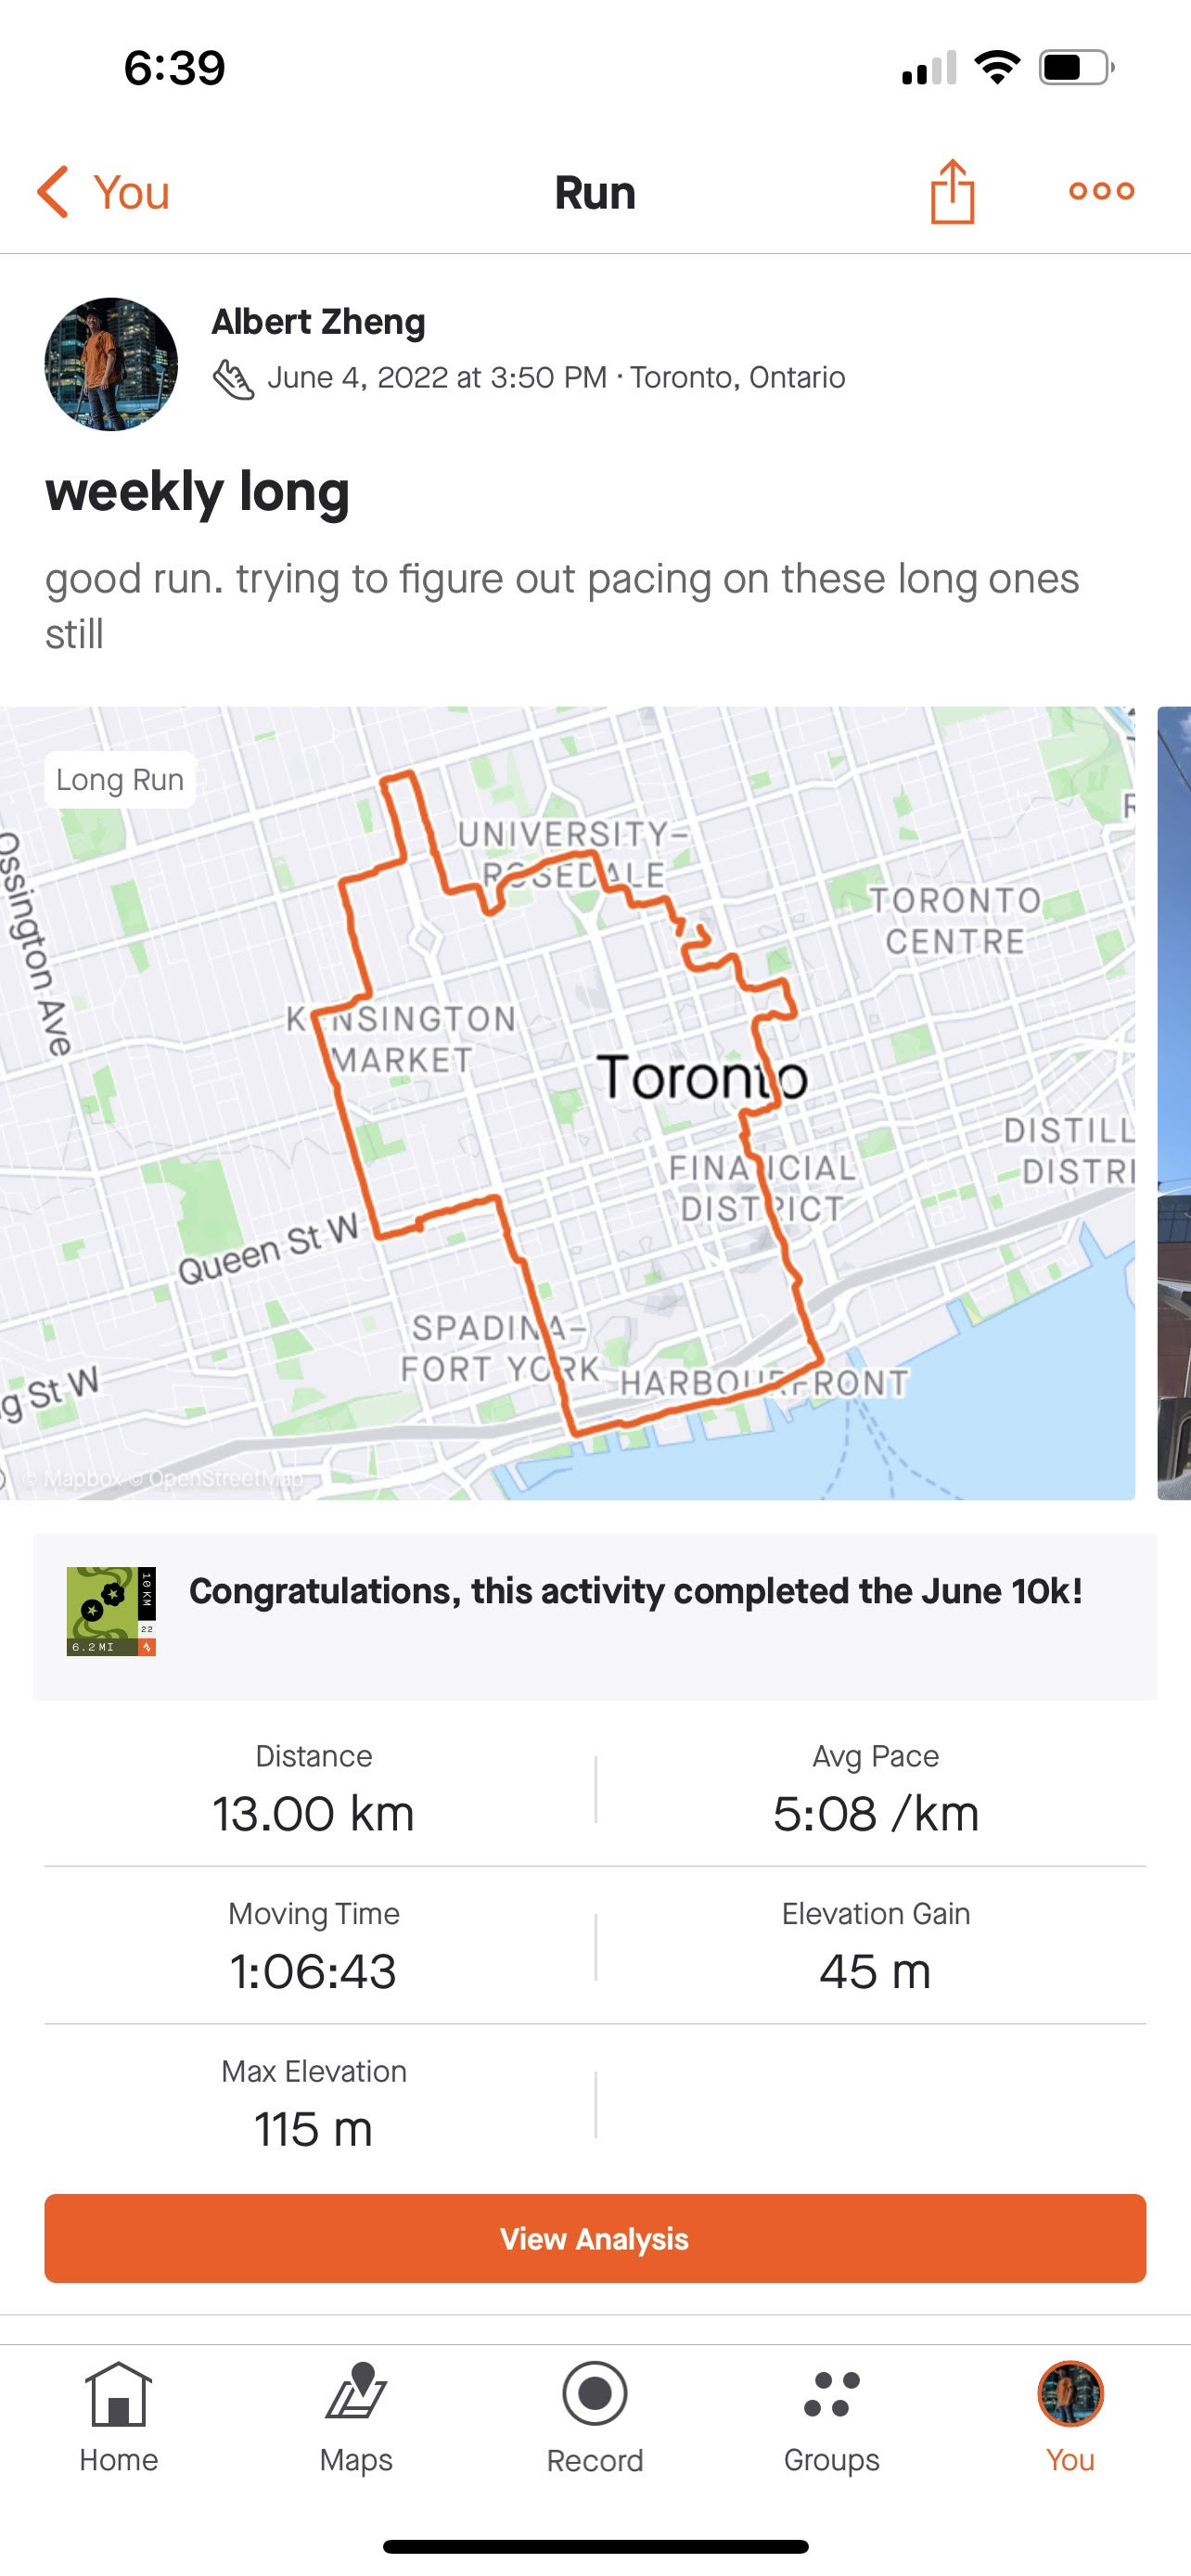 6:39
You
Run
Albert Zheng
June 4, 2022 at 3:50 PM · Toronto, Ontario
weekly long
good run. trying to figure out pacing on these long ones
still
Long Run
UNIVERSITY-
ROSEDALE
Ossington Ave
TORONTO
CENTRE
KENSINGTON
MARKET
Toronto
DISTILL
DISTRI
FINANCIAL
DISTRICT
Queen St W
SPADINA-
FORT YORK
HARBOURFRONT
g St W
© Mapbox © OpenStreetMap
10KM
22
6.2MI
Congratulations, this activity completed the June 10k!
Distance
13.00 km
Avg Pace
5:08 /km
Moving Time
1:06:43
Elevation Gain
45 m
Max Elevation
115 m
View Analysis
Home
Maps
Record
Groups
You